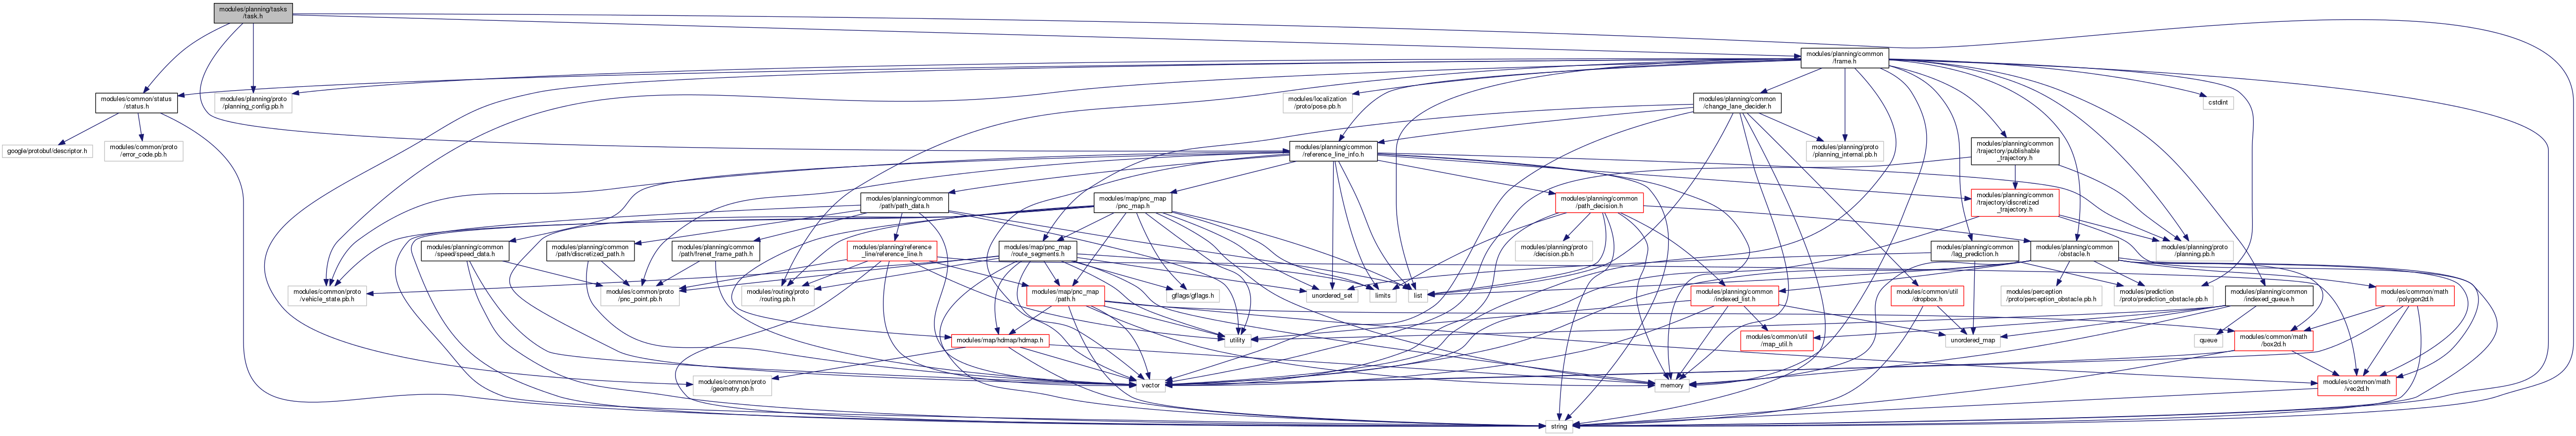 modules/planning/tasks
/task.h
modules/planning/common
/frame.h
modules/common/status
/status.h
modules/planning/proto
/planning_config.pb.h
modules/localization
/proto/pose.pb.h
modules/planning/common
/change_lane_decider.h
cstdint
google/protobuf/descriptor.h
modules/common/proto
/error_code.pb.h
modules/planning/common
/reference_line_info.h
modules/planning/proto
/planning_internal.pb.h
modules/planning/common
/trajectory/publishable
_trajectory.h
modules/planning/common
/path/path_data.h
modules/map/pnc_map
/pnc_map.h
modules/planning/common
/path_decision.h
modules/planning/common
/trajectory/discretized
_trajectory.h
modules/planning/common
/speed/speed_data.h
modules/planning/common
/path/discretized_path.h
modules/planning/common
/path/frenet_frame_path.h
modules/planning/reference
_line/reference_line.h
modules/map/pnc_map
/route_segments.h
modules/planning/proto
/decision.pb.h
modules/planning/common
/lag_prediction.h
modules/planning/common
/obstacle.h
modules/planning/proto
/planning.pb.h
modules/common/proto
/vehicle_state.pb.h
modules/common/proto
/pnc_point.pb.h
modules/routing/proto
/routing.pb.h
modules/map/pnc_map
/path.h
gflags/gflags.h
unordered_set
limits
list
modules/planning/common
/indexed_list.h
modules/common/util
/dropbox.h
modules/perception
/proto/perception_obstacle.pb.h
modules/prediction
/proto/prediction_obstacle.pb.h
modules/planning/common
/indexed_queue.h
modules/common/math
/polygon2d.h
modules/map/hdmap/hdmap.h
utility
modules/common/util
/map_util.h
unordered_map
queue
modules/common/math
/box2d.h
modules/common/proto
/geometry.pb.h
vector
memory
modules/common/math
/vec2d.h
string